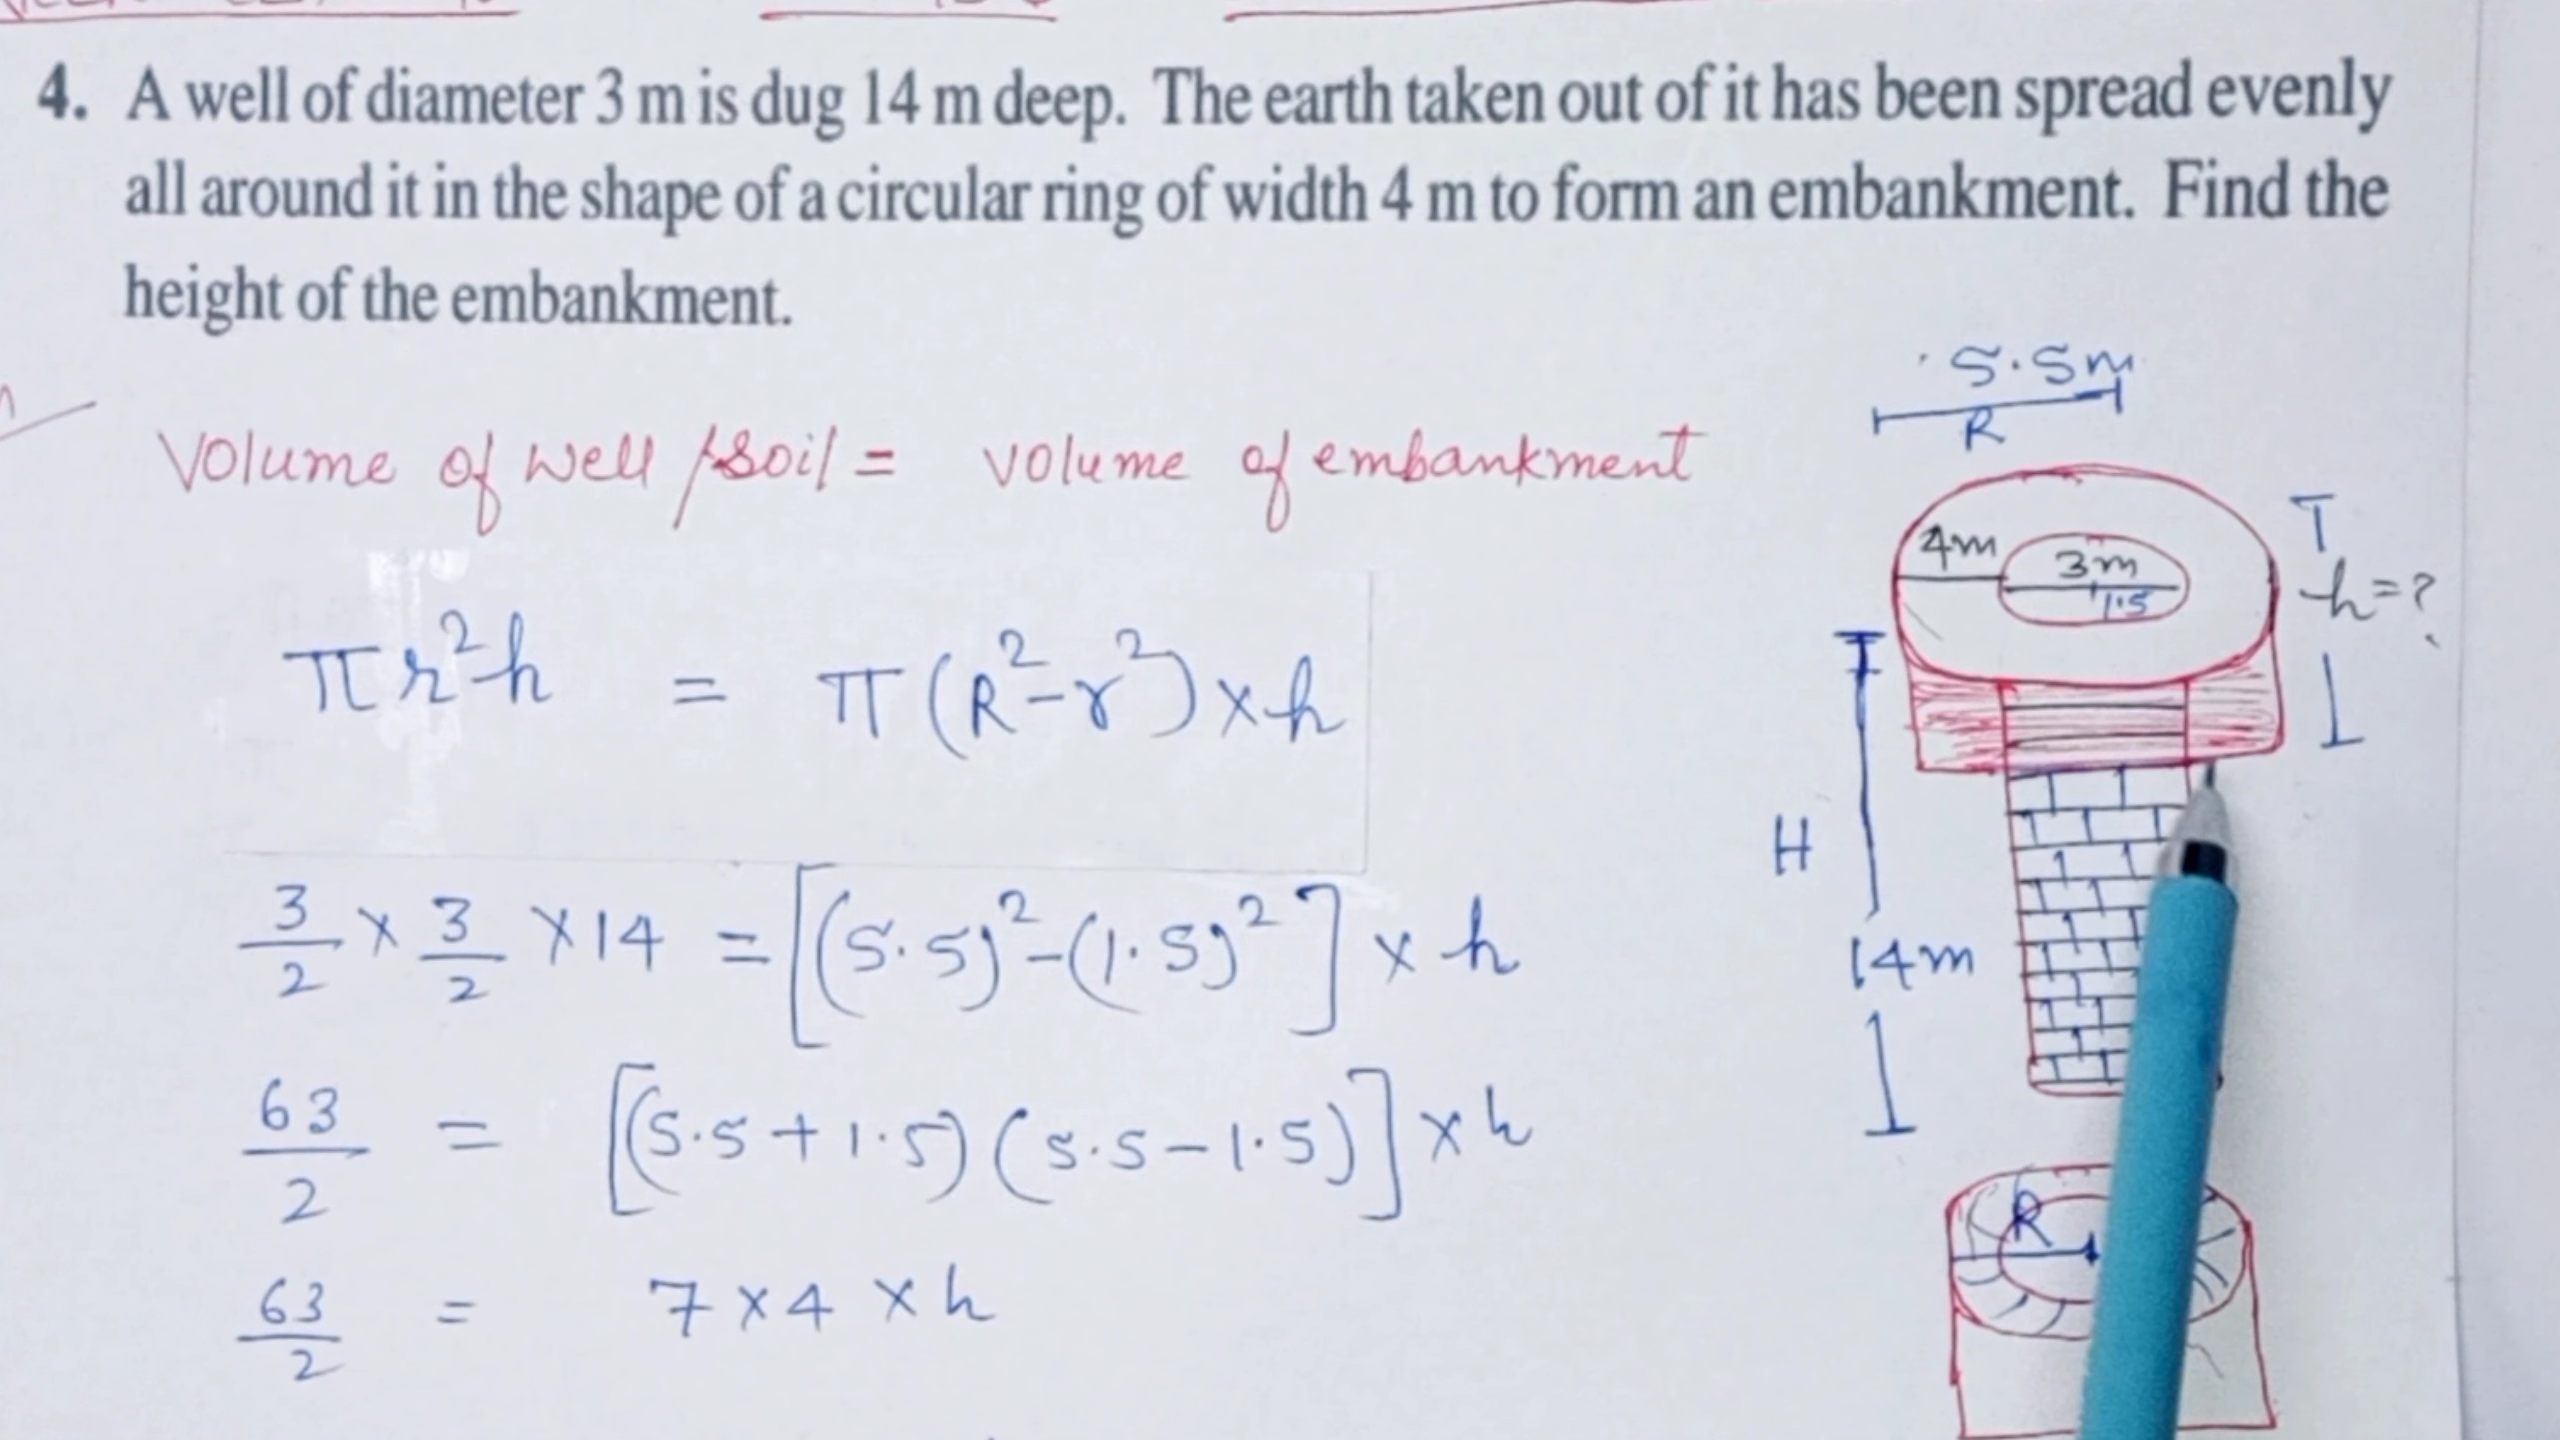 4. A well of diameter 3 m is dug 14 m deep. The earth taken out of it has been spread evenly
all around it in the shape of a circular ring of width 4 m to form an embankment. Find the
height of the embankment.
Volume of well /soil = volume of embankment
πr²h = π(R²-r²)×h
3/2 × 3/2 ×14 = [(5.5)²-(1.5)²] × h
63/2 = [(5.5+1.5)(5.5-1.5)]×h
63/2 = 7×4×h
5.5m
R
4m
3m
1.5
h=?
H
14m
R